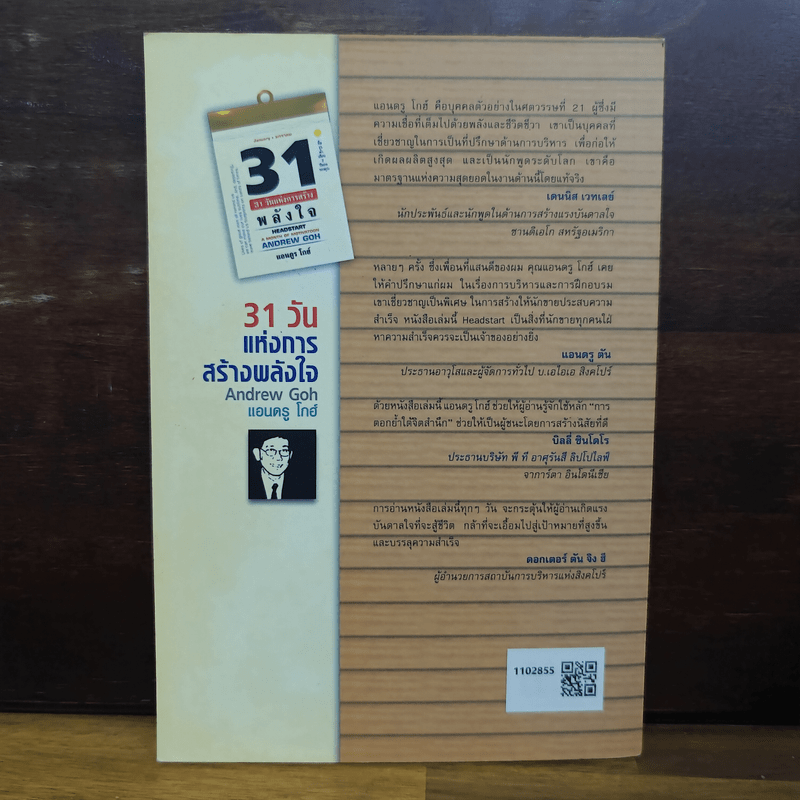 31
31 วันแห่งการสร้าง
พลังใจ
HEADSTART
A MONTH OF MOTIVATION
ANDREW GOH
แอนดรู โกฮ์
31 วัน
แห่งการ
สร้างพลังใจ
Andrew Goh
แอนดรู โกฮ์
แอนดรู โกฮ์ คือบุคคลตัวอย่างในศตวรรษที่ 21 ผู้ซึ่งมี
ความเชื่อที่เต็มไปด้วยพลังและชีวิตชีวา เขาเป็นบุคคลที่
เชี่ยวชาญในการเป็นที่ปรึกษาด้านการบริหาร เพื่อก่อให้
เกิดผลผลิตสูงสุด และเป็นนักพูดระดับโลก เขาคือ
มาตรฐานแห่งความสุดยอดในงานด้านนี้โดยแท้จริง
เดนนิส เวทเลย์
นักประพันธ์และนักพูดในด้านการสร้างแรงบันดาลใจ
ซานดิเอโก สหรัฐอเมริกา
หลายๆ ครั้ง ซึ่งเพื่อนที่แสนดีของผม คุณแอนดรู โกฮ์ เคย
ให้คำปรึกษาแก่ผม ในเรื่องการบริหารและการฝึกอบรม
เขาเชี่ยวชาญเป็นพิเศษ ในการสร้างให้นักขายประสบความ
สำเร็จ หนังสือเล่มนี้ Headstart เป็นสิ่งที่นักขายทุกคนใฝ่
หาความสำเร็จควรจะเป็นเจ้าของอย่างยิ่ง
แอนดรู ตัน
ประธานอาวุโสและผู้จัดการทั่วไป บ.เอไอเอ สิงคโปร์
ด้วยหนังสือเล่มนี้ แอนดรู โกฮ์ ช่วยให้ผู้อ่านรู้จักใช้หลัก "การ
ตอกย้ำใต้จิตสำนึก" ช่วยให้เป็นผู้ชนะโดยการสร้างนิสัยที่ดี
บิลลี่ ซินโดโร
ประธานบริษัท พี ที อาศุรันสี ลิปโปไลฟ์
จาการ์ตา อินโดนีเซีย
การอ่านหนังสือเล่มนี้ทุกๆ วัน จะกระตุ้นให้ผู้อ่านเกิดแรง
บันดาลใจที่จะสู้ชีวิต กล้าที่จะเอื้อมไปสู่เป้าหมายที่สูงขึ้น
และบรรลุความสำเร็จ
ดอกเตอร์ ตัน จิง ฮี
ผู้อำนวยการสถาบันการบริหารแห่งสิงคโปร์
1102855